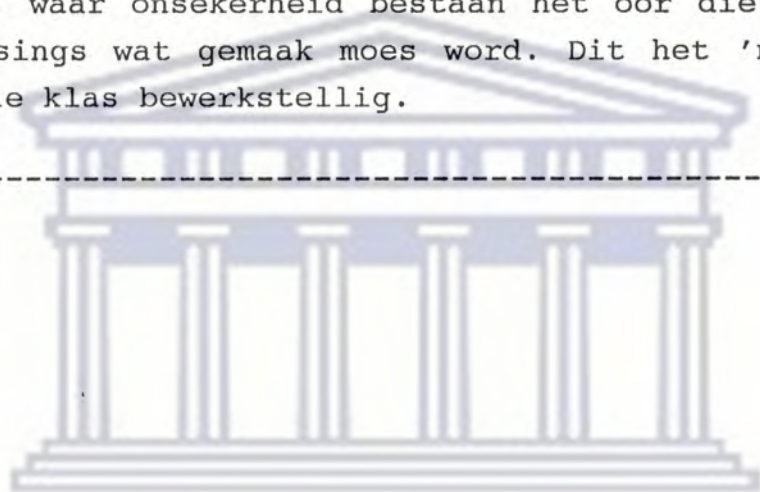 waar onsekerheid bestaan het oor die
sings wat gemaak moes word. Dit het 'n
e klas bewerkstellig.